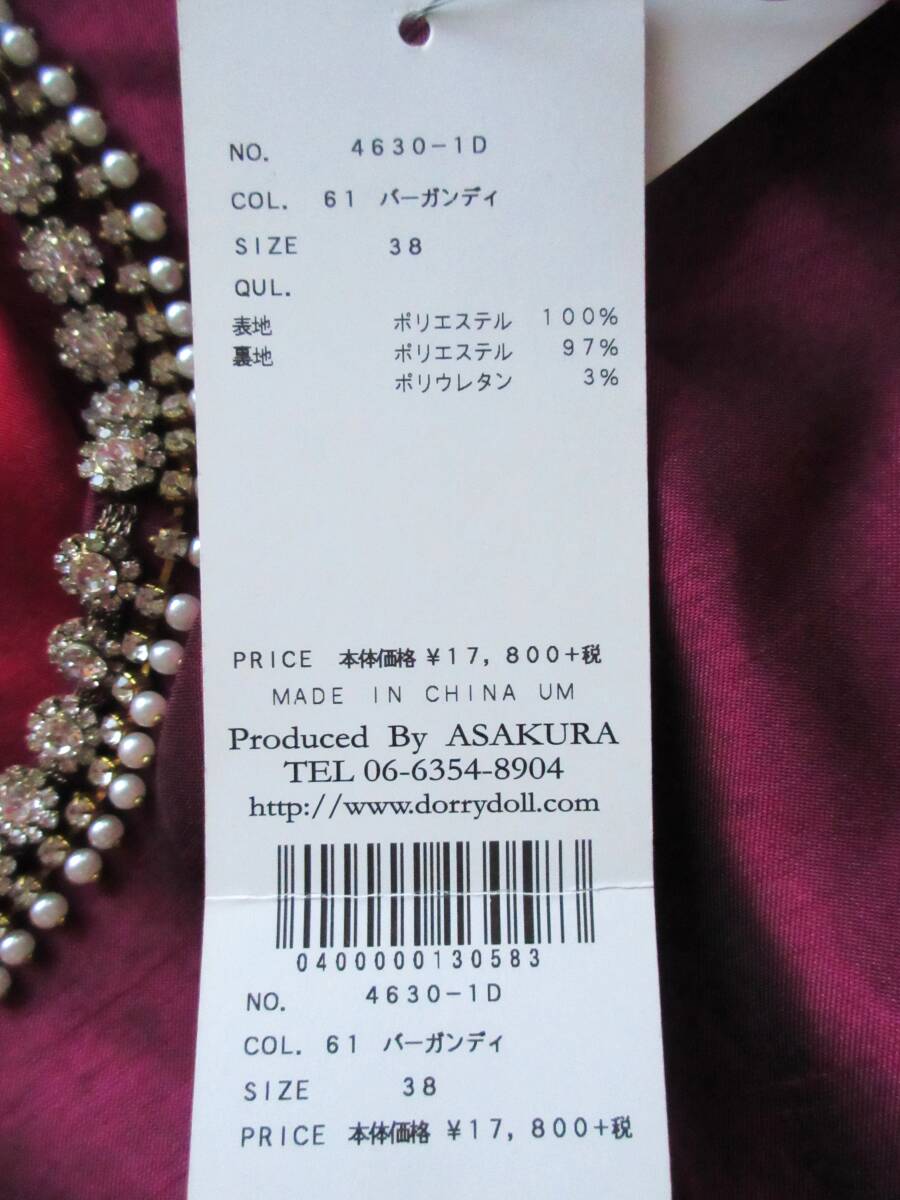 NO. 4630-1D
COL. 61 バーガンディ
SIZE 38
QUL.
表地 ポリエステル 100%
裏地 ポリエステル 97%
ポリウレタン 3%
PRICE 本体価格 ¥17,800+税
MADE IN CHINA UM
Produced By ASAKURA
TEL 06-6354-8904
http://www.dorrydoll.com
0400000130583
NO. 4630-1D
COL. 61 バーガンディ
SIZE 38
PRICE 本体価格 ¥17,800+税